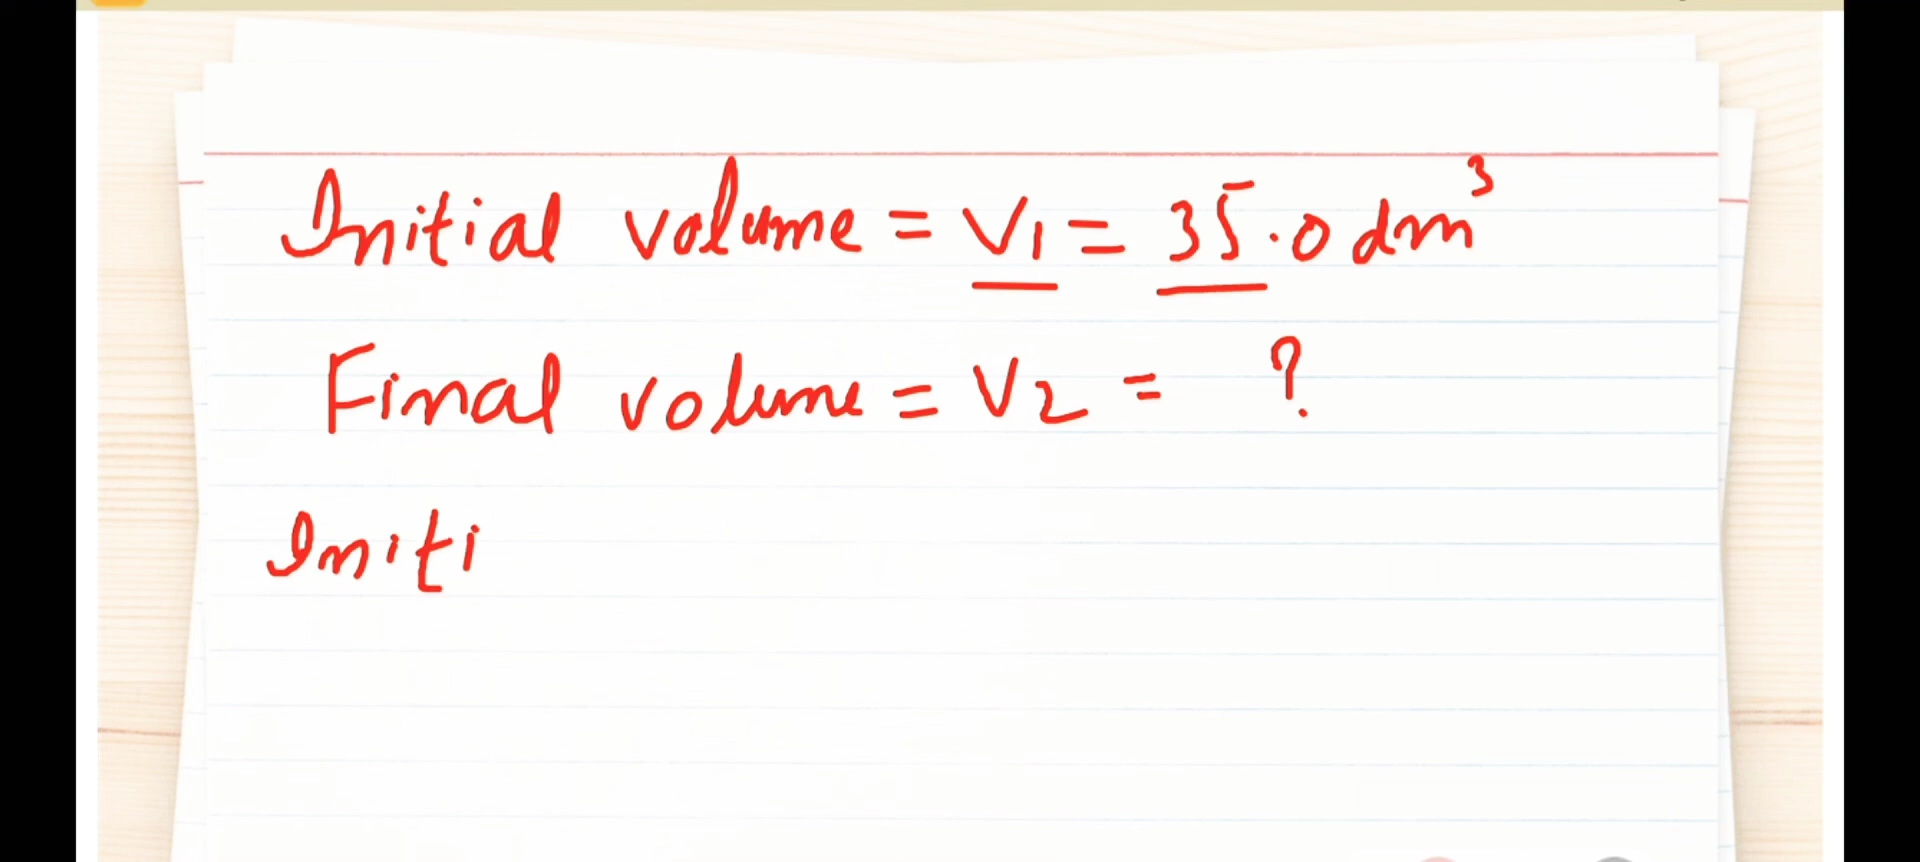 Initial volume = V1 = 35.0 dm³
Final volume = V2 = ?
Initi